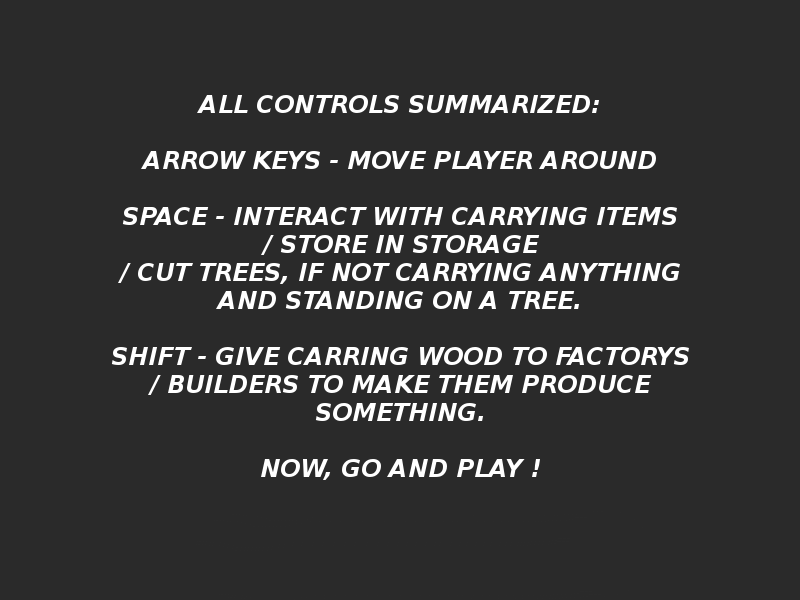 ALL CONTROLS SUMMARIZED:
ARROW KEYS - MOVE PLAYER AROUND
SPACE - INTERACT WITH CARRYING ITEMS
/ STORE IN STORAGE
/ CUT TREES, IF NOT CARRYING ANYTHING
AND STANDING ON A TREE.
SHIFT - GIVE CARRING WOOD TO FACTORYS
/ BUILDERS TO MAKE THEM PRODUCE
SOMETHING.
NOW, GO AND PLAY !